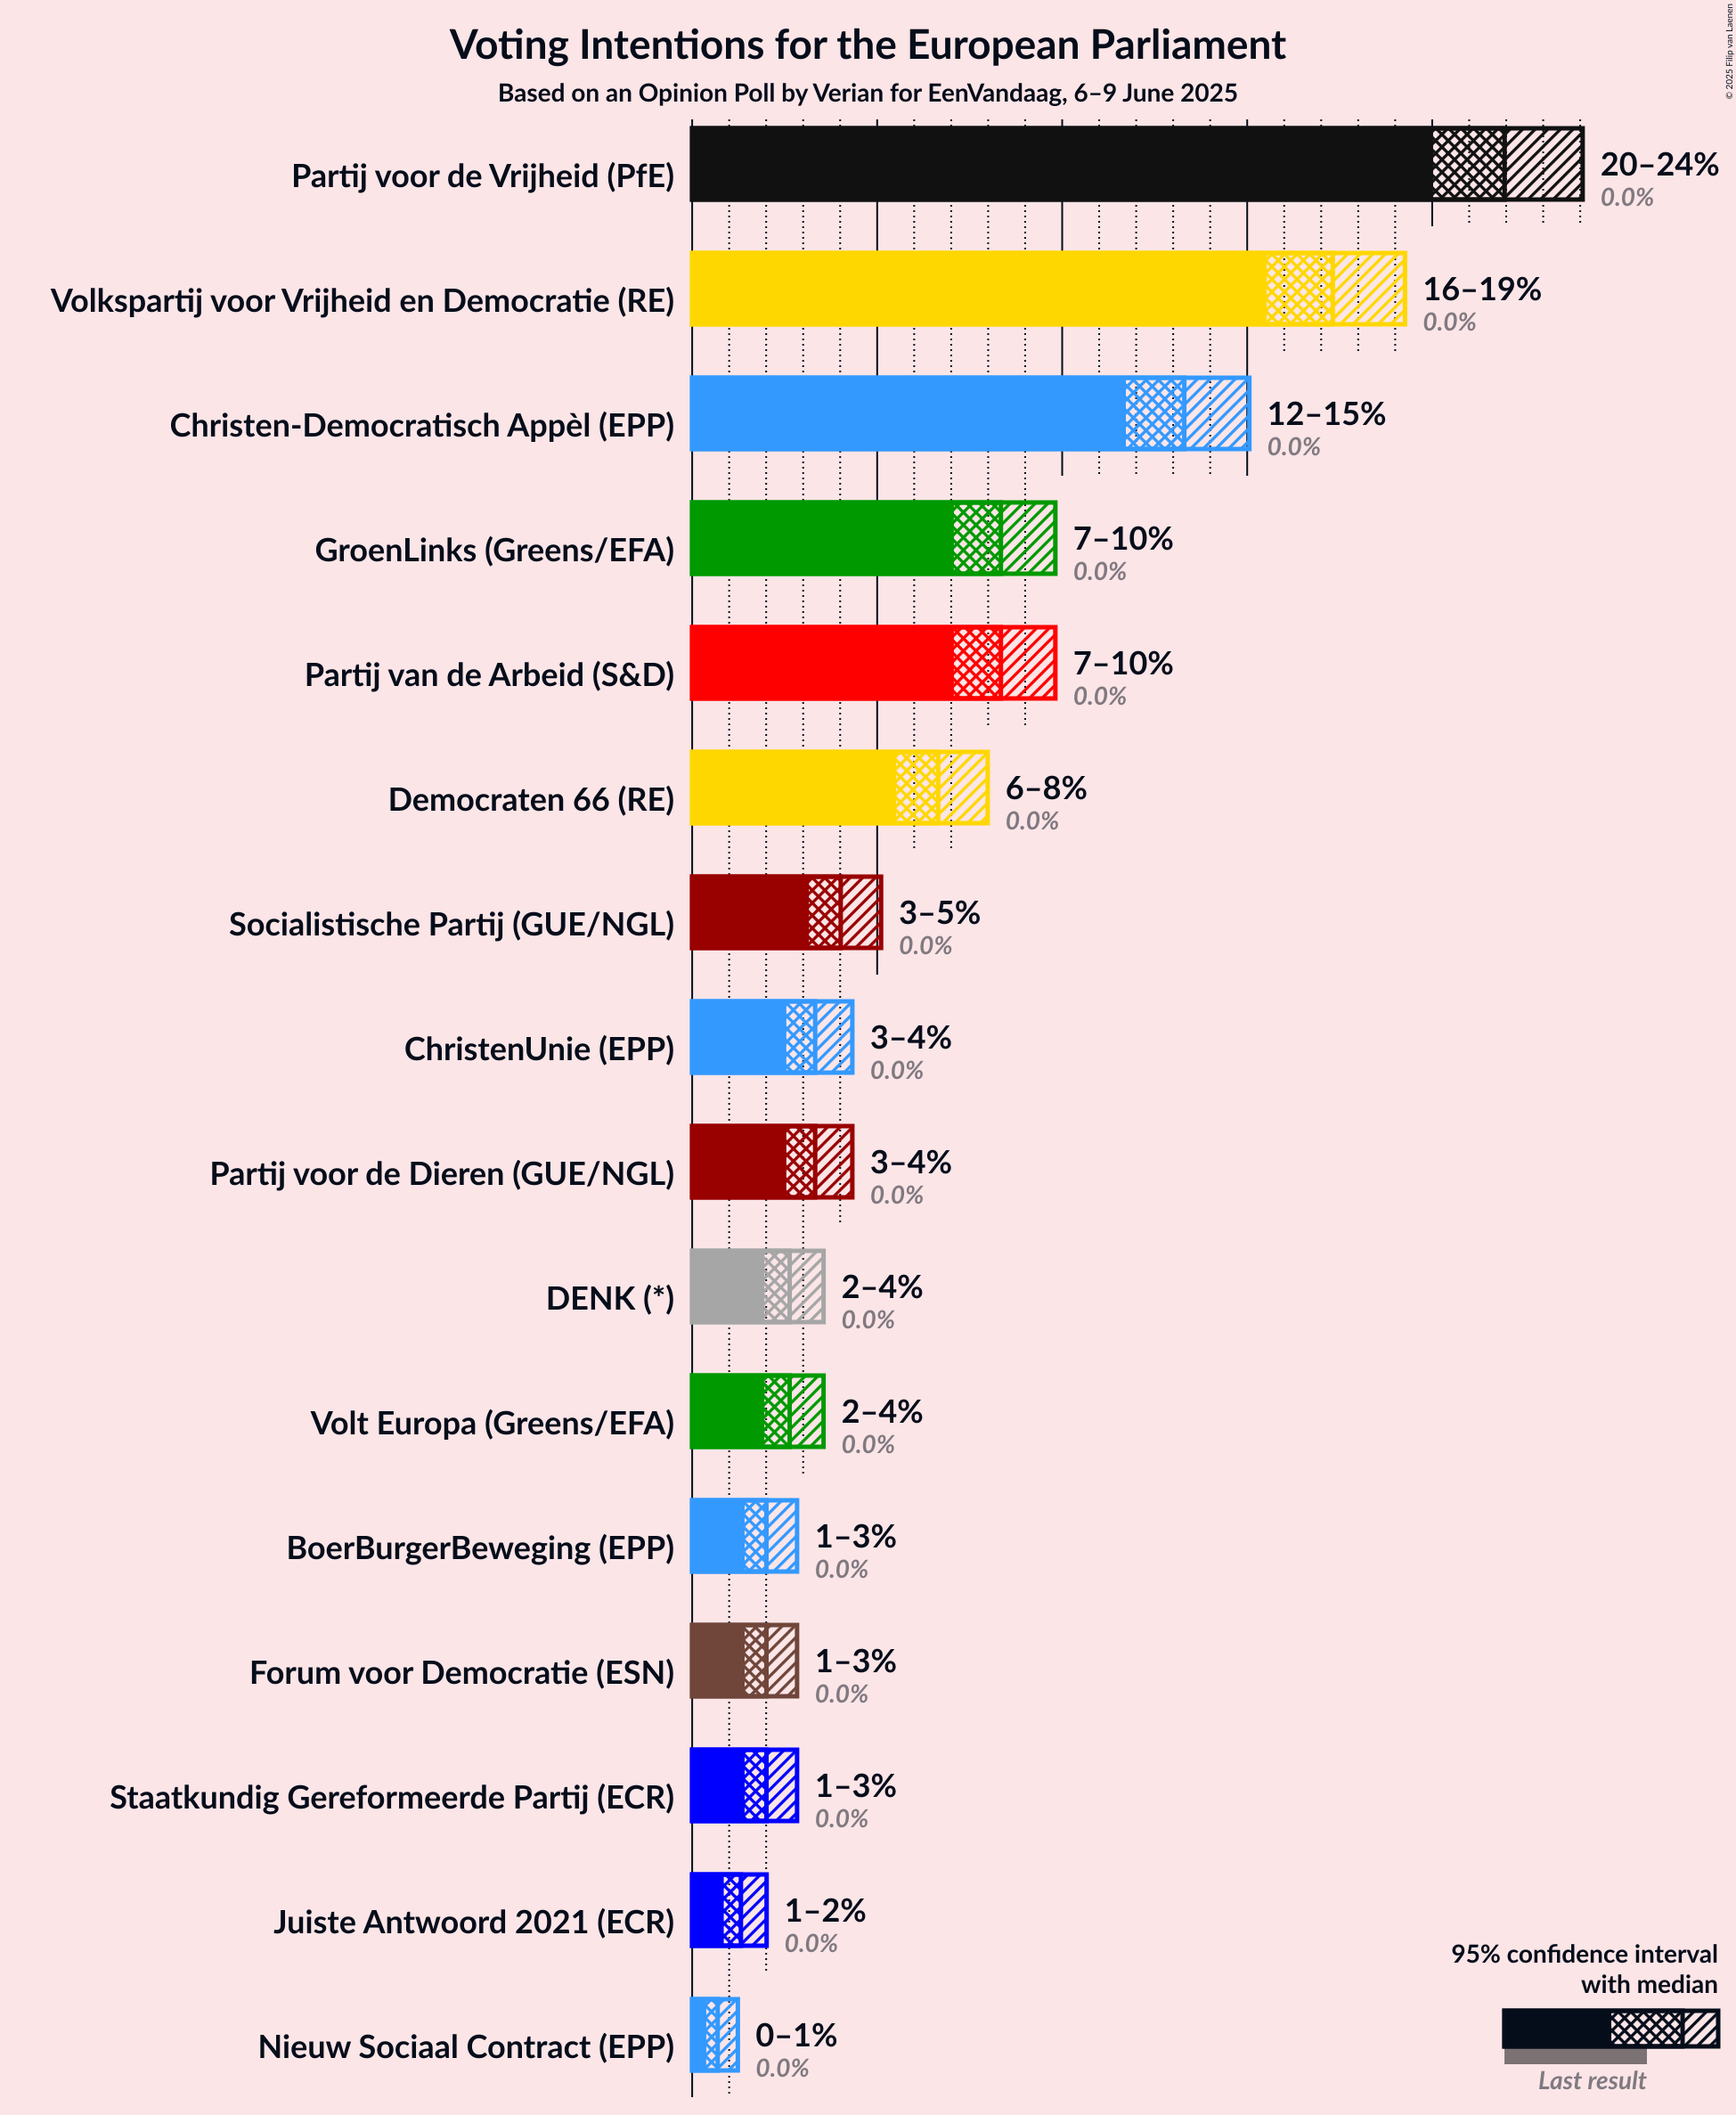 Voting Intentions for the European Parliament
Based on an Opinion Poll by Verian for EenVandaag, 6–9 June 2025
© 2025 Filip van Laenen
Partij voor de Vrijheid (PfE)
20–24%
0.0%
Volkspartij voor Vrijheid en Democratie (RE)
16–19%
0.0%
Christen-Democratisch Appèl (EPP)
12–15%
0.0%
GroenLinks (Greens/EFA)
7–10%
0.0%
Partij van de Arbeid (S&D)
7–10%
0.0%
Democraten 66 (RE)
6–8%
0.0%
Socialistische Partij (GUE/NGL)
3–5%
0.0%
ChristenUnie (EPP)
3–4%
0.0%
Partij voor de Dieren (GUE/NGL)
3–4%
0.0%
DENK (*)
2–4%
0.0%
Volt Europa (Greens/EFA)
2–4%
0.0%
BoerBurgerBeweging (EPP)
1–3%
0.0%
Forum voor Democratie (ESN)
1–3%
0.0%
Staatkundig Gereformeerde Partij (ECR)
1–3%
0.0%
Juiste Antwoord 2021 (ECR)
1–2%
0.0%
Nieuw Sociaal Contract (EPP)
0–1%
0.0%
95% confidence interval
with median
Last result